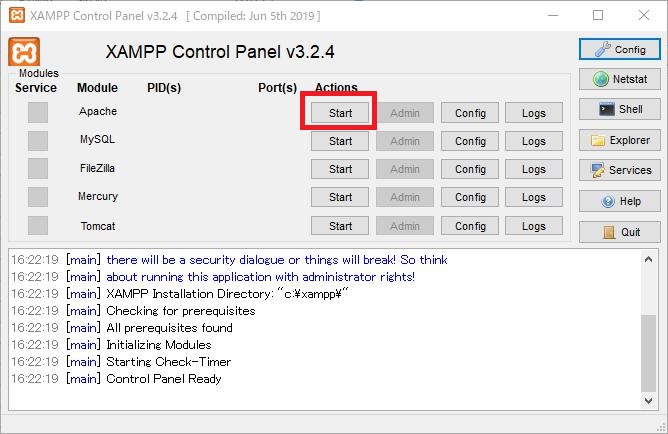 XAMPP Control Panel v3.2.4 [ Compiled: Jun 5th 2019 ]
XAMPP Control Panel v3.2.4
Config
Modules
Service Module PID(s) Port(s) Actions
Netstat
Apache Start Admin Config Logs
Shell
MySQL Start Admin Config Logs
Explorer
FileZilla Start Admin Config Logs
Services
Mercury Start Admin Config Logs
Help
Tomcat Start Admin Config Logs
Quit
16:22:19 [main] there will be a security dialogue or things will break! So think
16:22:19 [main] about running this application with administrator rights!
16:22:19 [main] XAMPP Installation Directory: "c:¥xampp¥"
16:22:19 [main] Checking for prerequisites
16:22:19 [main] All prerequisites found
16:22:19 [main] Initializing Modules
16:22:19 [main] Starting Check-Timer
16:22:19 [main] Control Panel Ready